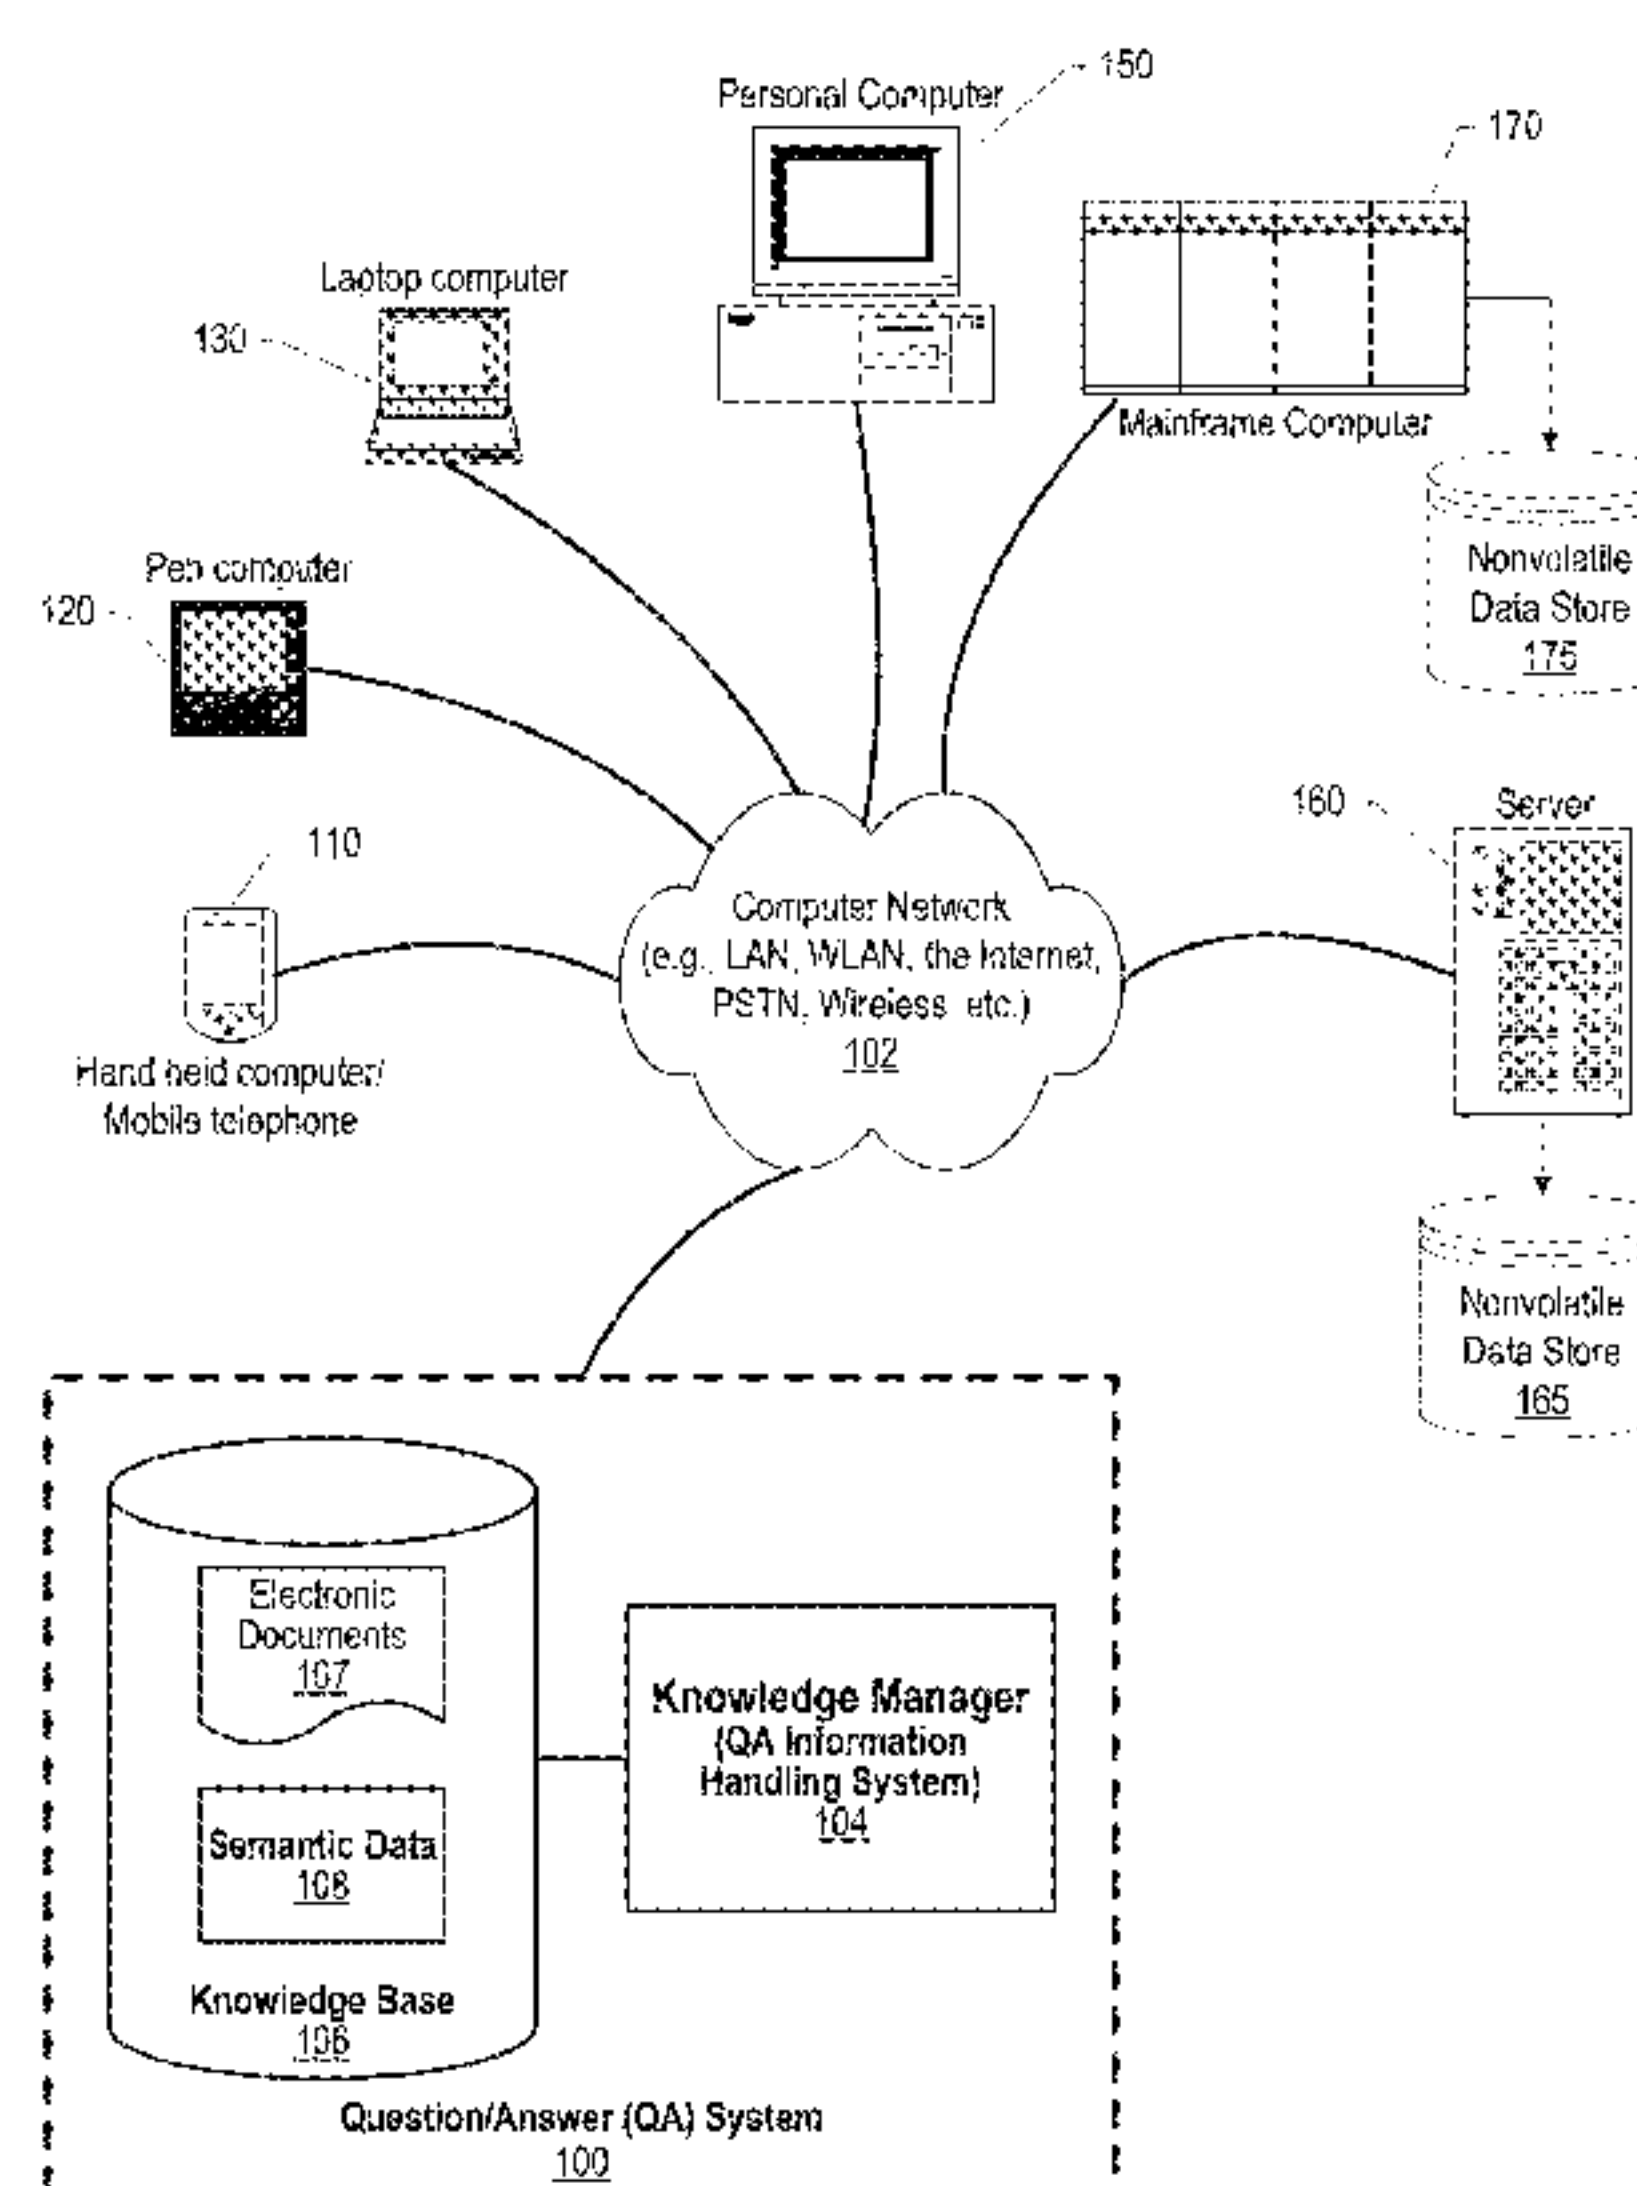 150
Personal Computer
170
Laptop computer
130
Mainframe Computer
Nonvolatile
Data Store
175
Pen computer
120
160
Server
110
Computer Network
(e.g., LAN, WLAN, the Internet,
PSTN, Wireless, etc.)
102
Hand held computer/
Mobile telephone
Nonvolatile
Data Store
165
Electronic
Documents
107
Knowledge Manager
(QA Information
Handling System)
104
Semantic Data
108
Knowledge Base
106
Question/Answer (QA) System
100